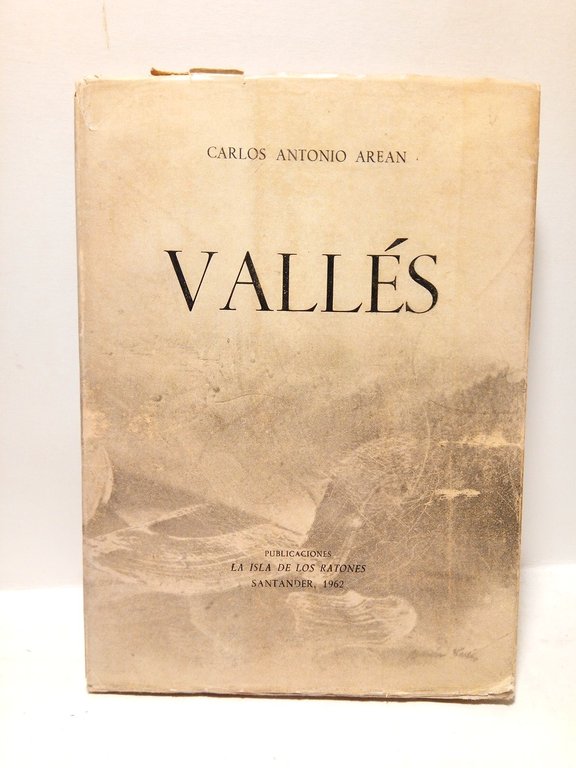 CARLOS ANTONIO AREAN
VALLÉS
PUBLICACIONES
LA ISLA DE LOS RATONES
SANTANDER, 1962